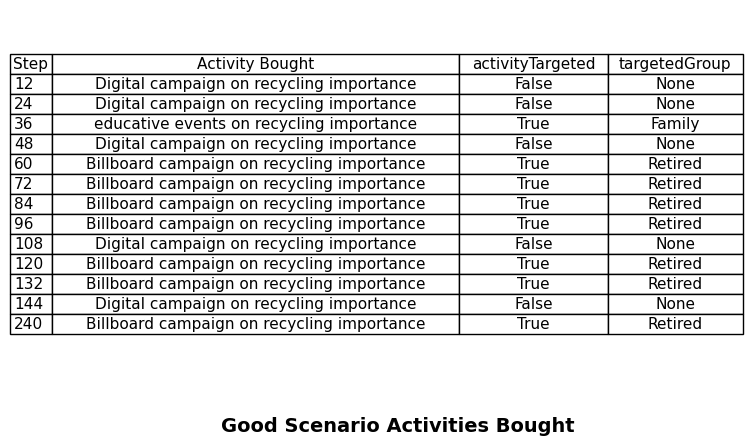 Step Activity Bought activityTargeted targetedGroup
12 Digital campaign on recycling importance False None
24 Digital campaign on recycling importance False None
36 educative events on recycling importance True Family
48 Digital campaign on recycling importance False None
60 Billboard campaign on recycling importance True Retired
72 Billboard campaign on recycling importance True Retired
84 Billboard campaign on recycling importance True Retired
96 Billboard campaign on recycling importance True Retired
108 Digital campaign on recycling importance False None
120 Billboard campaign on recycling importance True Retired
132 Billboard campaign on recycling importance True Retired
144 Digital campaign on recycling importance False None
240 Billboard campaign on recycling importance True Retired
Good Scenario Activities Bought